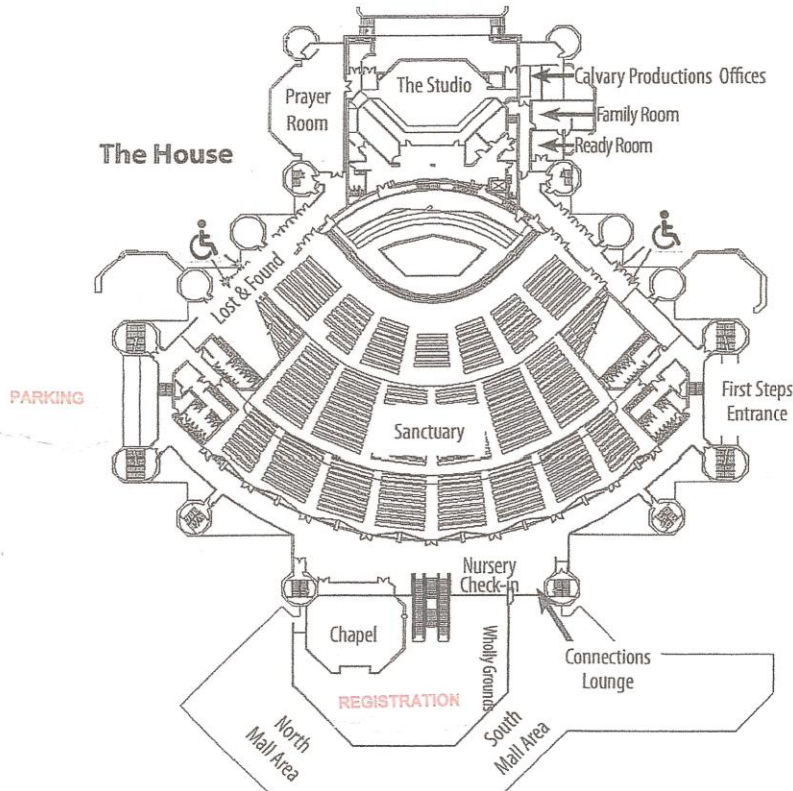 The Studio
Calvary Productions Offices
Prayer
Room
Family Room
Ready Room
The House
Lost & Found
PARKING
First Steps
Entrance
Sanctuary
Nursery
Check-in
Chapel
Wholly Grounds
Connections
Lounge
REGISTRATION
North
Mall Area
South
Mall Area